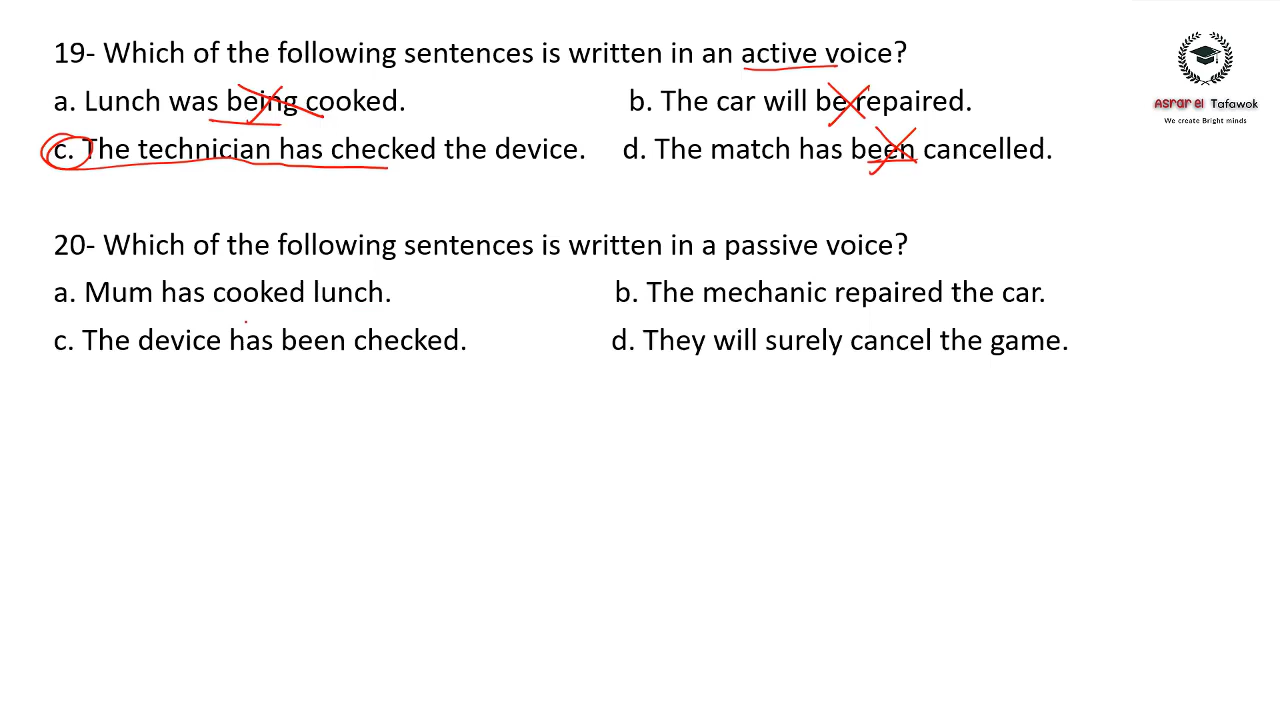 19- Which of the following sentences is written in an active voice?
a. Lunch was being cooked. b. The car will be repaired.
c. The technician has checked the device. d. The match has been cancelled.
20- Which of the following sentences is written in a passive voice?
a. Mum has cooked lunch. b. The mechanic repaired the car.
c. The device has been checked. d. They will surely cancel the game.
Asrar el Tafawok
We create Bright minds